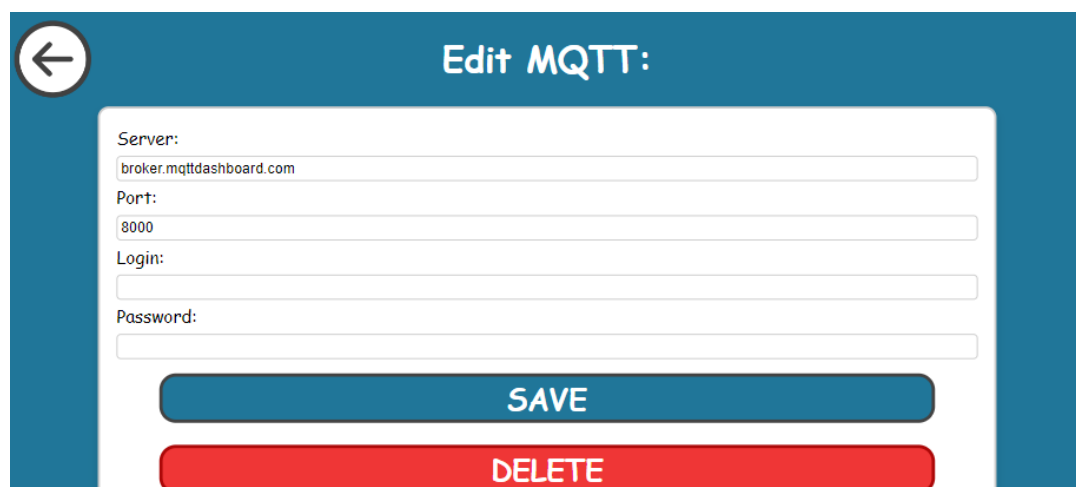 Edit MQTT:
Server:
broker.mqttdashboard.com
Port:
8000
Login:
Password:
SAVE
DELETE